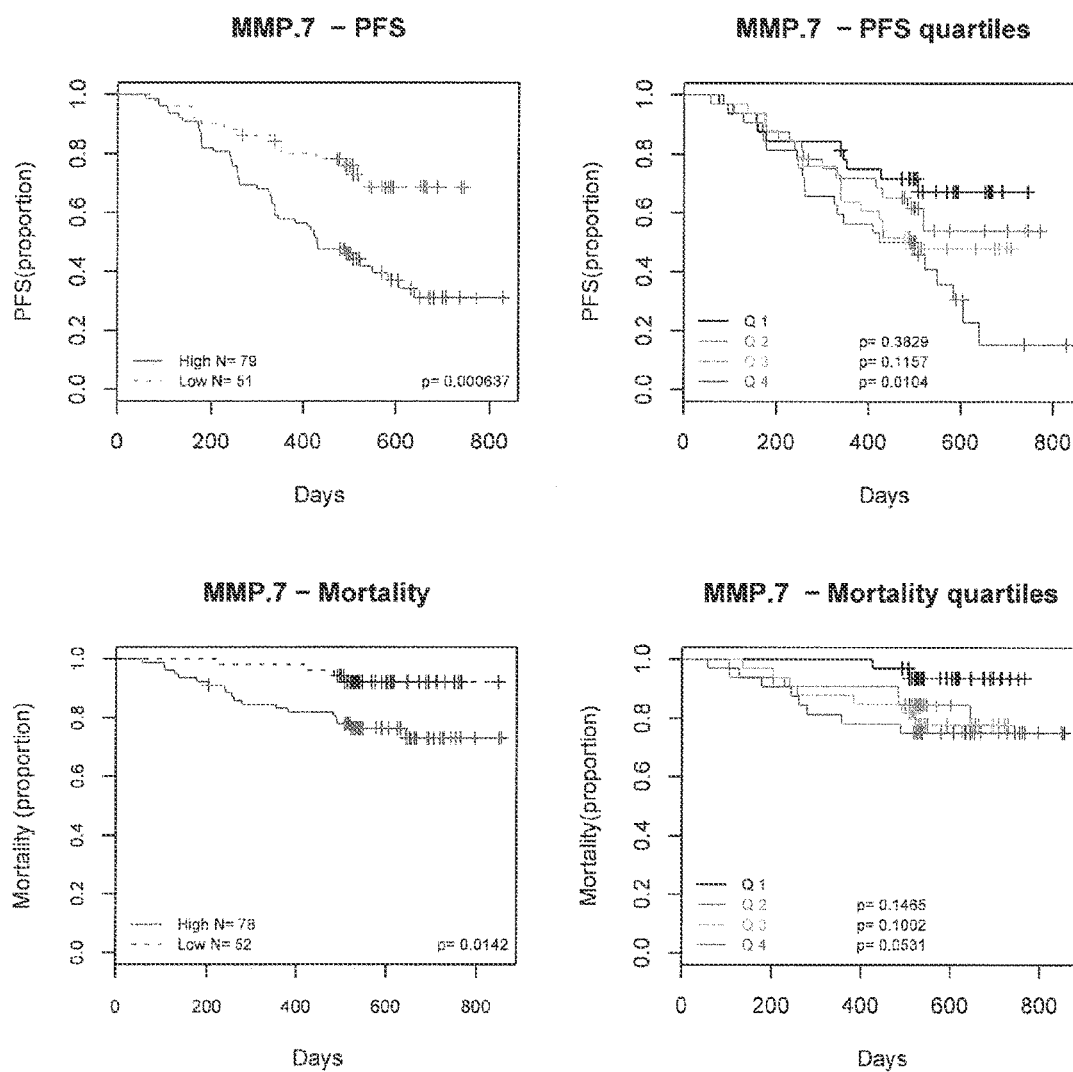 MMP.7 – PFS
PFS(proportion)
1.0
0.8
0.6
0.4
0.2
0.0
High N= 79
Low N= 51
p= 0.000637
0 200 400 600 800
Days
MMP.7 – PFS quartiles
PFS(proportion)
1.0
0.8
0.6
0.4
0.2
0.0
Q 1
Q 2 p= 0.3829
Q 3 p= 0.1157
Q 4 p= 0.0104
0 200 400 600 800
Days
MMP.7 – Mortality
Mortality (proportion)
1.0
0.8
0.6
0.4
0.2
0.0
High N= 78
Low N= 52
p= 0.0142
0 200 400 600 800
Days
MMP.7 – Mortality quartiles
Mortality(proportion)
1.0
0.8
0.6
0.4
0.2
0.0
Q 1
Q 2 p= 0.1465
Q 3 p= 0.1002
Q 4 p= 0.0531
0 200 400 600 800
Days